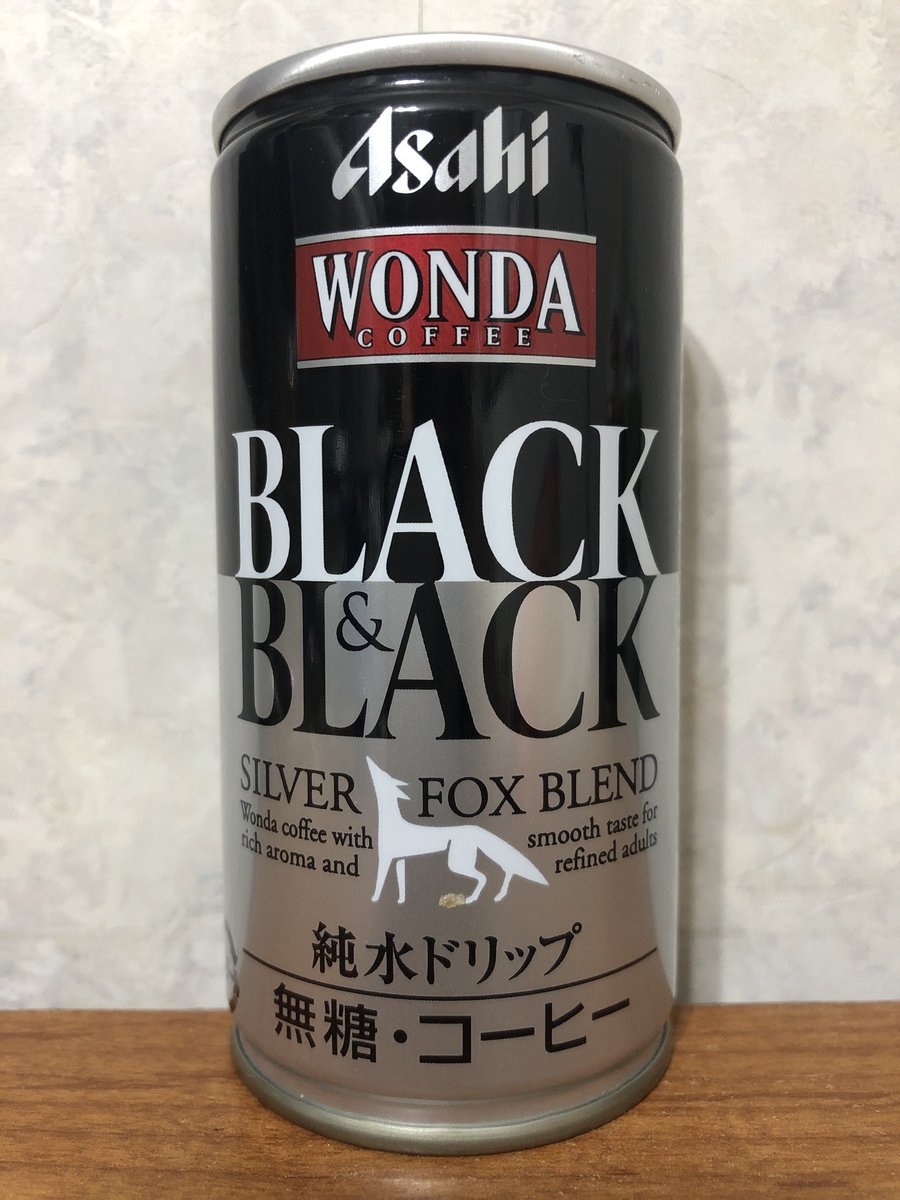 Asahi
WONDA
COFFEE
BLACK
&
BLACK
SILVER FOX BLEND
Wonda coffee with smooth taste for
rich aroma and refined adults
純水ドリップ
無糖・コーヒー